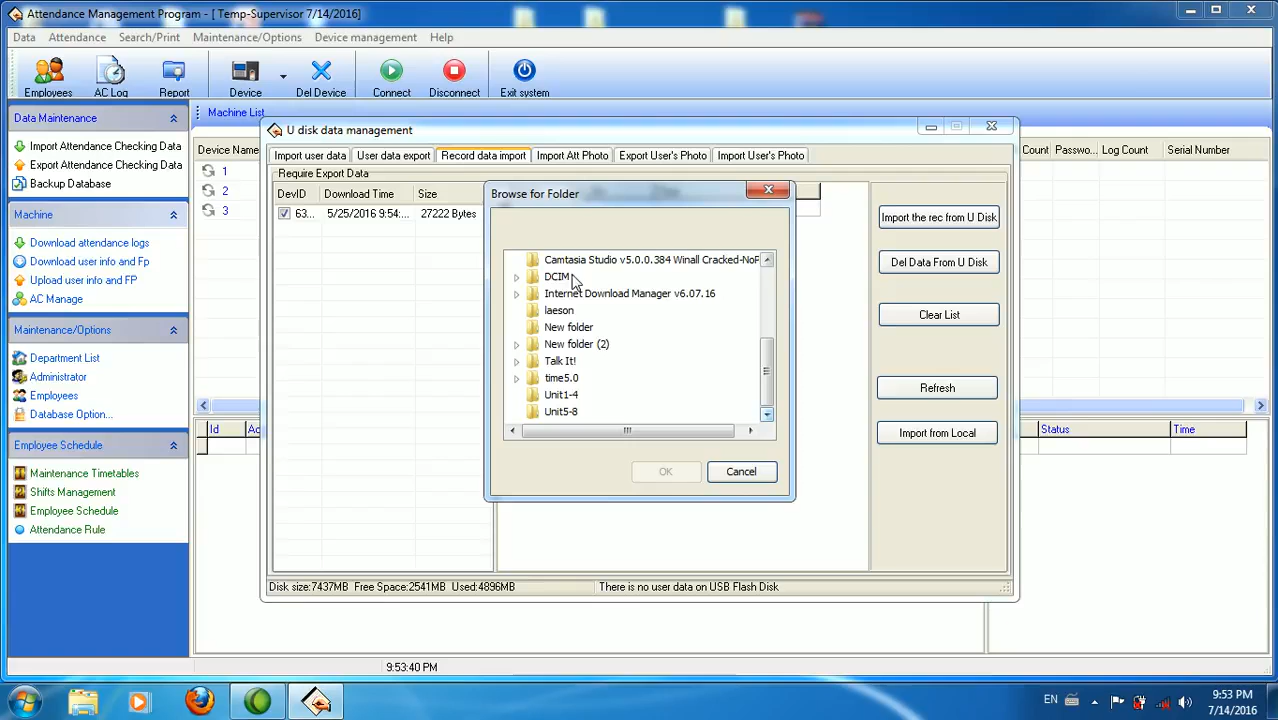 Attendance Management Program - [ Temp-Supervisor 7/14/2016]
Data Attendance Search/Print Maintenance/Options Device management Help
Employees AC Log Report Device Del Device Connect Disconnect Exit system
Data Maintenance
Import Attendance Checking Data
Export Attendance Checking Data
Backup Database
Machine
Download attendance logs
Download user info and Fp
Upload user info and FP
AC Manage
Maintenance/Options
Department List
Administrator
Employees
Database Option...
Employee Schedule
Maintenance Timetables
Shifts Management
Employee Schedule
Attendance Rule
Machine List
Device Name Count Passwo... Log Count Serial Number
1
2
3
U disk data management
Import user data User data export Record data import Import Att Photo Export User's Photo Import User's Photo
Require Export Data
DevID Download Time Size
63... 5/25/2016 9:54:... 27222 Bytes
Browse for Folder
Camtasia Studio v5.0.0.384 Winall Cracked-NoF
DCIM
Internet Download Manager v6.07.16
laeson
New folder
New folder (2)
Talk It!
time5.0
Unit1-4
Unit5-8
OK Cancel
Import the rec from U Disk
Del Data From U Disk
Clear List
Refresh
Import from Local
Disk size:7437MB Free Space:2541MB Used:4896MB There is no user data on USB Flash Disk
Id Status Time
9:53:40 PM
EN
9:53 PM
7/14/2016